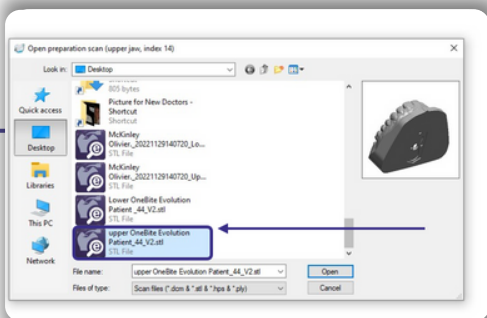 Open preparation scan (upper jaw, index 14)
Look in:
Desktop
805 bytes
Picture for New Doctors -
Shortcut
Shortcut
McKinley
Olivier._20221129140720_Lo...
STL File
McKinley
Olivier._20221129140720_Up...
STL File
Lower OneBite Evolution
Patient _44_V2.stl
STL File
upper OneBite Evolution
Patient_44_V2.stl
STL File
Quick access
Desktop
Libraries
This PC
Network
File name:
upper OneBite Evolution Patient_44_V2.stl
Open
Files of type:
Scan files (*.dcm & *.stl & *.hps & *.ply)
Cancel